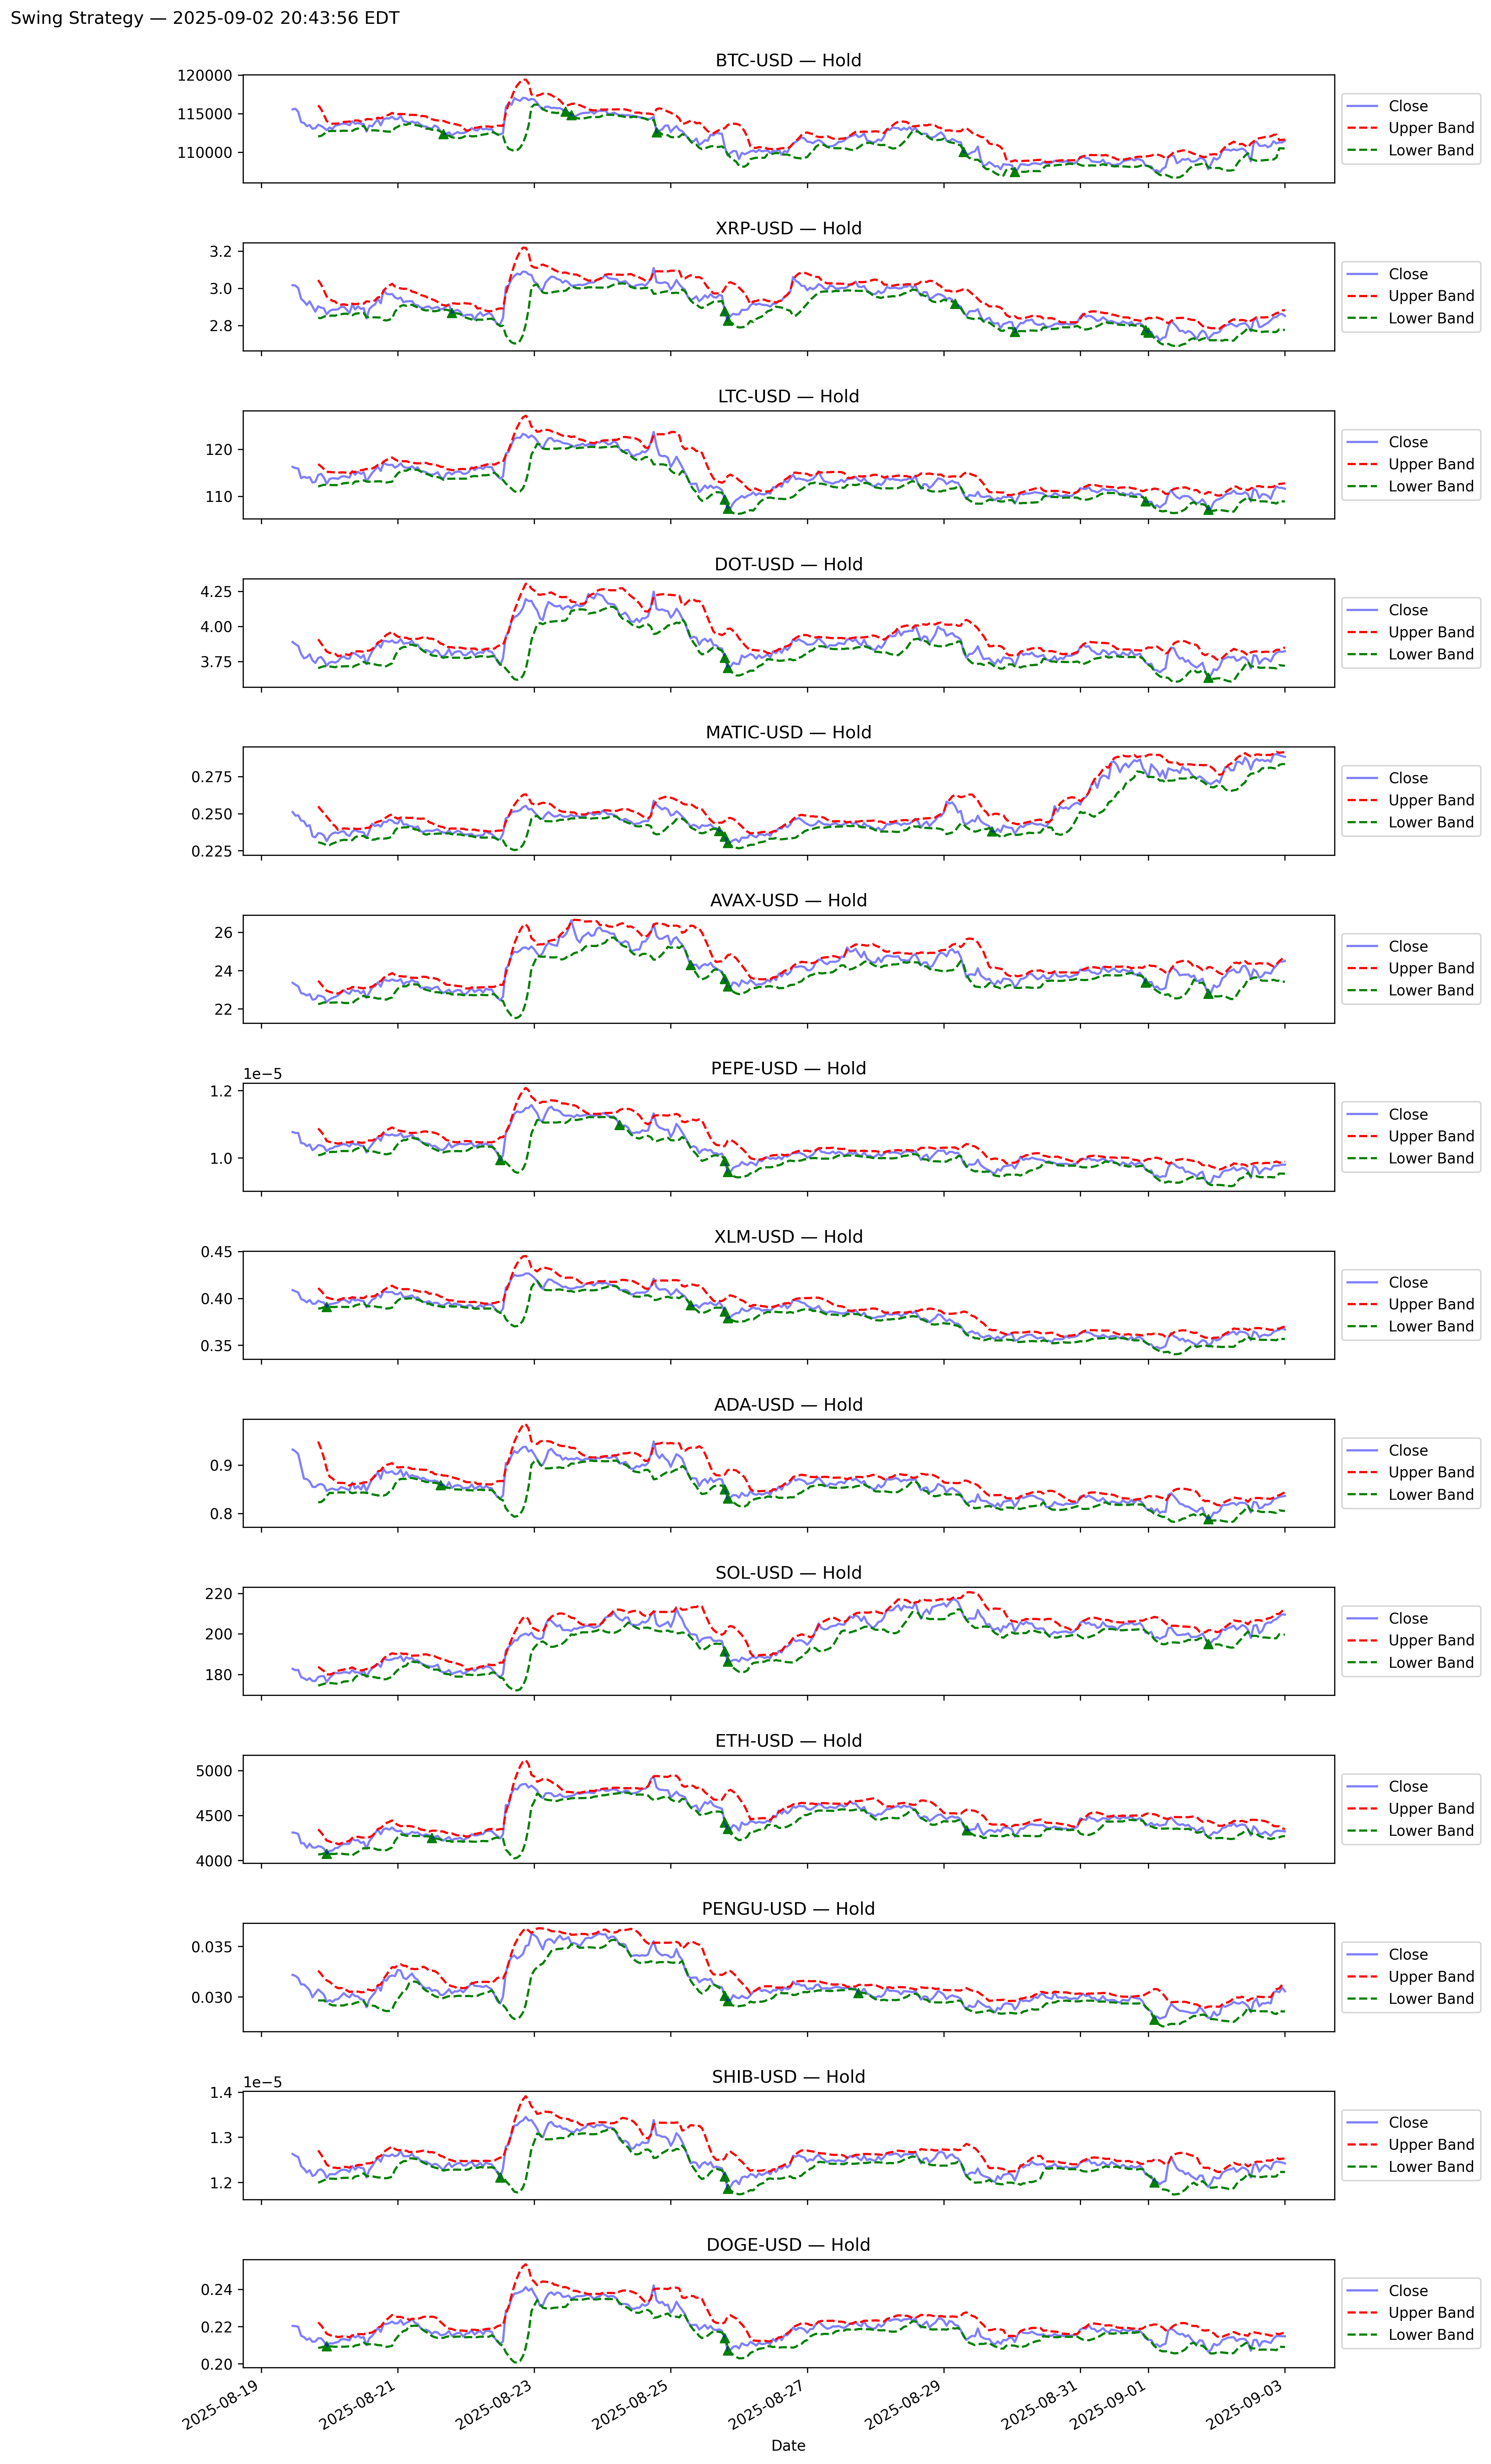 Swing Strategy — 2025-09-02 20:43:56 EDT
BTC-USD — Hold
120000
115000
110000
Close
Upper Band
Lower Band
XRP-USD — Hold
3.2
3.0
2.8
Close
Upper Band
Lower Band
LTC-USD — Hold
120
110
Close
Upper Band
Lower Band
DOT-USD — Hold
4.25
4.00
3.75
Close
Upper Band
Lower Band
MATIC-USD — Hold
0.275
0.250
0.225
Close
Upper Band
Lower Band
AVAX-USD — Hold
26
24
22
Close
Upper Band
Lower Band
PEPE-USD — Hold
1e−5
1.2
1.0
Close
Upper Band
Lower Band
XLM-USD — Hold
0.45
0.40
0.35
Close
Upper Band
Lower Band
ADA-USD — Hold
0.9
0.8
Close
Upper Band
Lower Band
SOL-USD — Hold
220
200
180
Close
Upper Band
Lower Band
ETH-USD — Hold
5000
4500
4000
Close
Upper Band
Lower Band
PENGU-USD — Hold
0.035
0.030
Close
Upper Band
Lower Band
SHIB-USD — Hold
1e−5
1.4
1.3
1.2
Close
Upper Band
Lower Band
DOGE-USD — Hold
0.24
0.22
0.20
Close
Upper Band
Lower Band
2025-08-19
2025-08-21
2025-08-23
2025-08-25
2025-08-27
2025-08-29
2025-08-31
2025-09-01
2025-09-03
Date